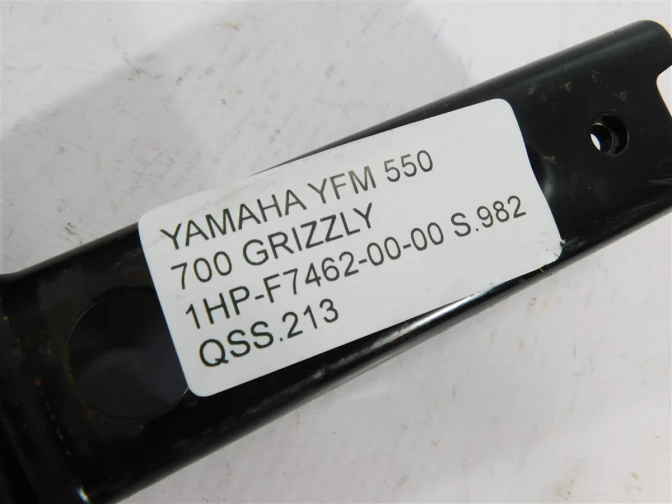 YAMAHA YFM 550
700 GRIZZLY
1HP-F7462-00-00 S.982
QSS.213